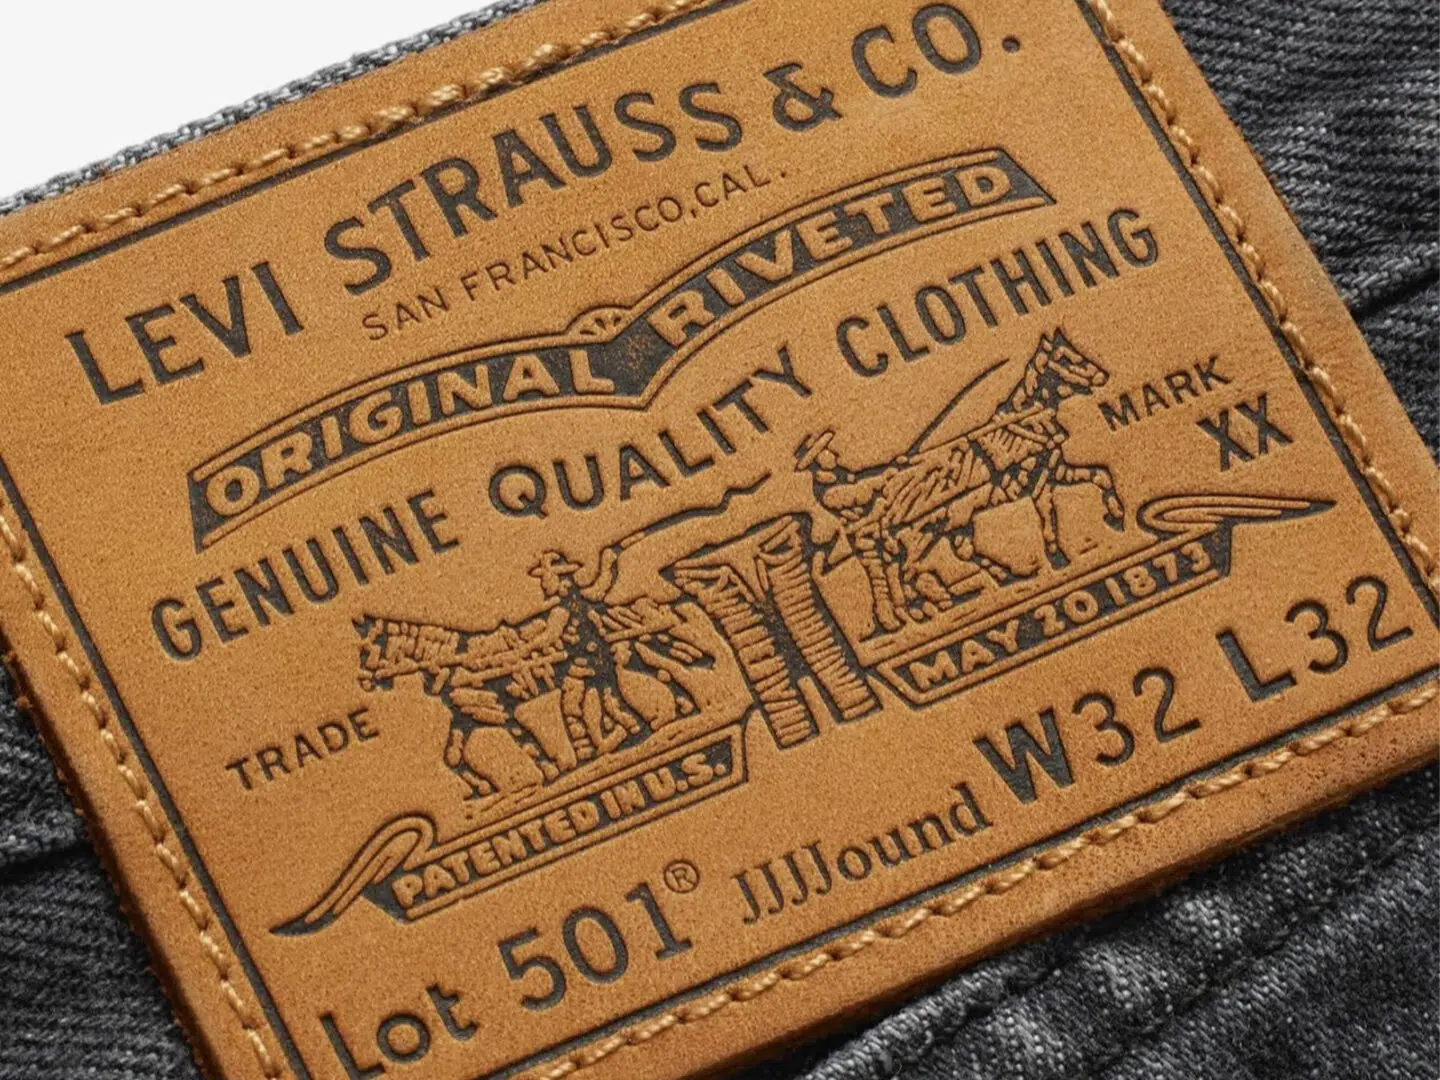 LEVI STRAUSS & CO.
SAN FRANCISCO, CAL.
ORIGINAL RIVETED
GENUINE QUALITY CLOTHING
TRADE MARK
XX
PATENTED IN U.S. MAY 20 1873
Lot 501® JJJJound W32 L32